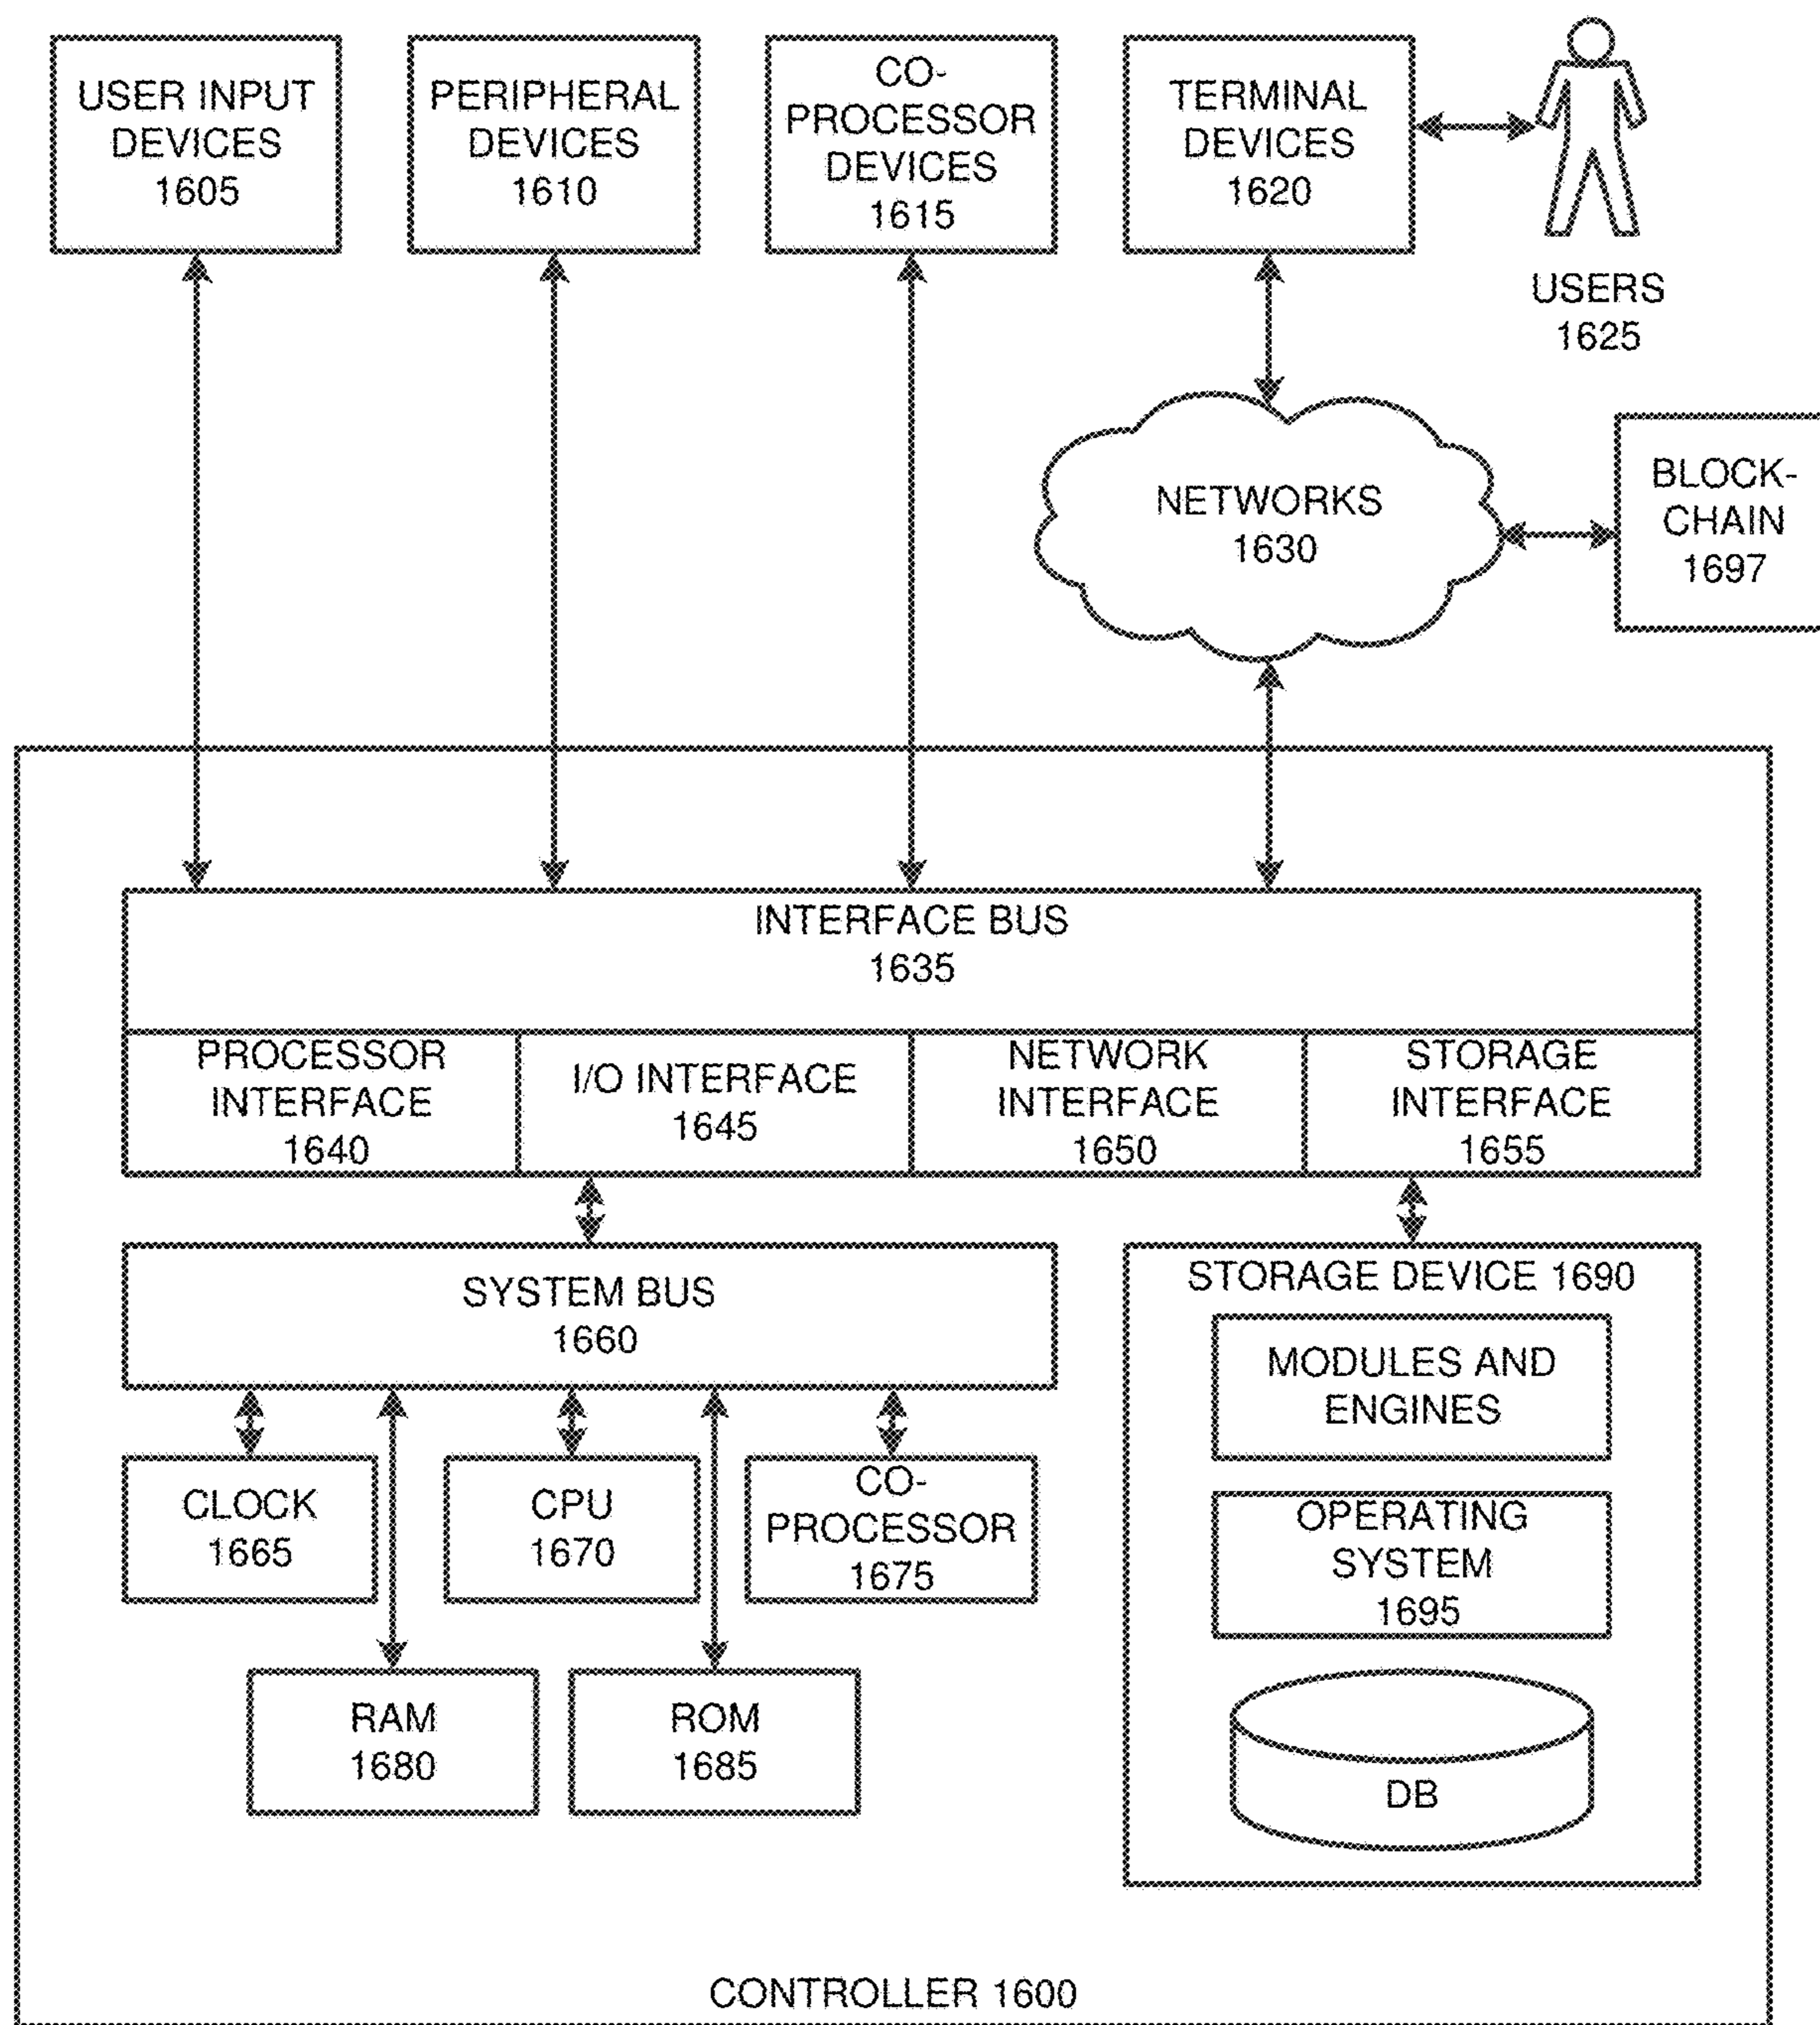 USER INPUT
DEVICES
1605
PERIPHERAL
DEVICES
1610
CO-
PROCESSOR
DEVICES
1615
TERMINAL
DEVICES
1620
USERS
1625
NETWORKS
1630
BLOCK-
CHAIN
1697
INTERFACE BUS
1635
PROCESSOR
INTERFACE
1640
I/O INTERFACE
1645
NETWORK
INTERFACE
1650
STORAGE
INTERFACE
1655
SYSTEM BUS
1660
CLOCK
1665
CPU
1670
CO-
PROCESSOR
1675
RAM
1680
ROM
1685
STORAGE DEVICE 1690
MODULES AND
ENGINES
OPERATING
SYSTEM
1695
DB
CONTROLLER 1600